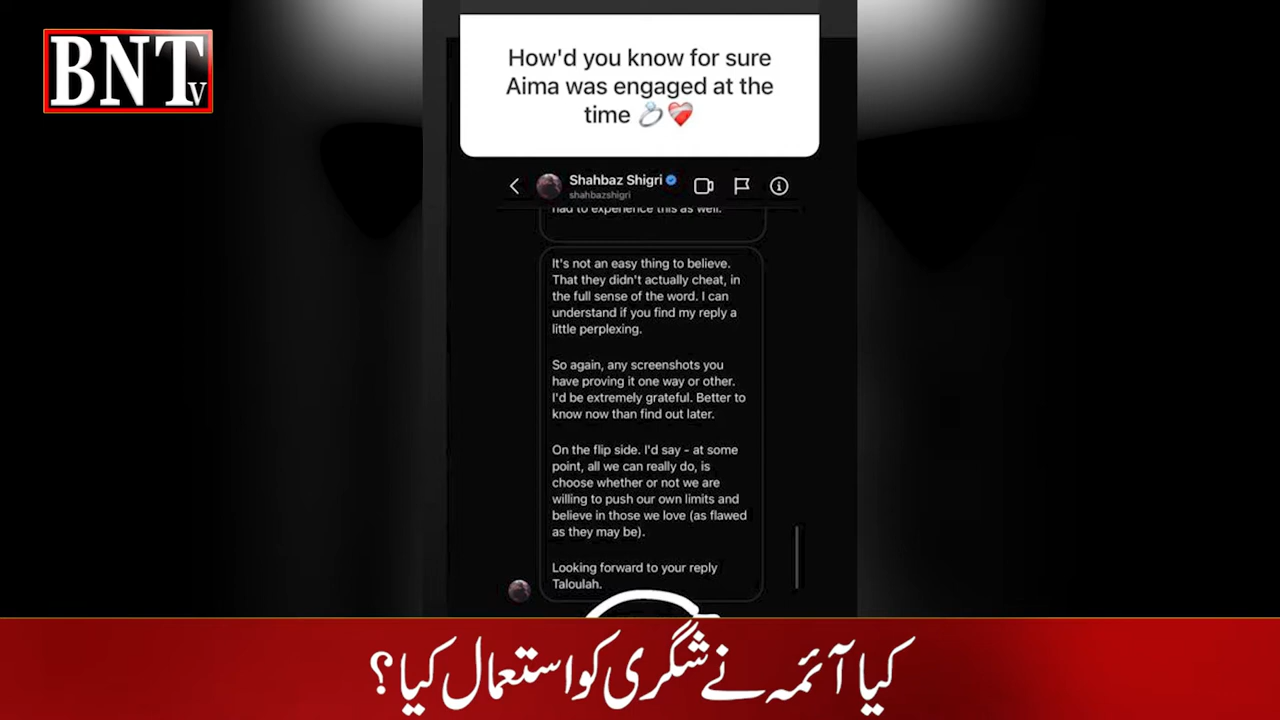 BNT
v
How'd you know for sure
Aima was engaged at the
time 💍❤️‍🩹
Shahbaz Shigri
shahbazshigri
had to experience this as well.
It's not an easy thing to believe.
That they didn't actually cheat, in
the full sense of the word. I can
understand if you find my reply a
little perplexing.
So again, any screenshots you
have proving it one way or other.
I'd be extremely grateful. Better to
know now than find out later.
On the flip side. I'd say - at some
point, all we can really do, is
choose whether or not we are
willing to push our own limits and
believe in those we love (as flawed
as they may be).
Looking forward to your reply
Taloulah.
کیا آئمہ نے شگری کو استعمال کیا؟